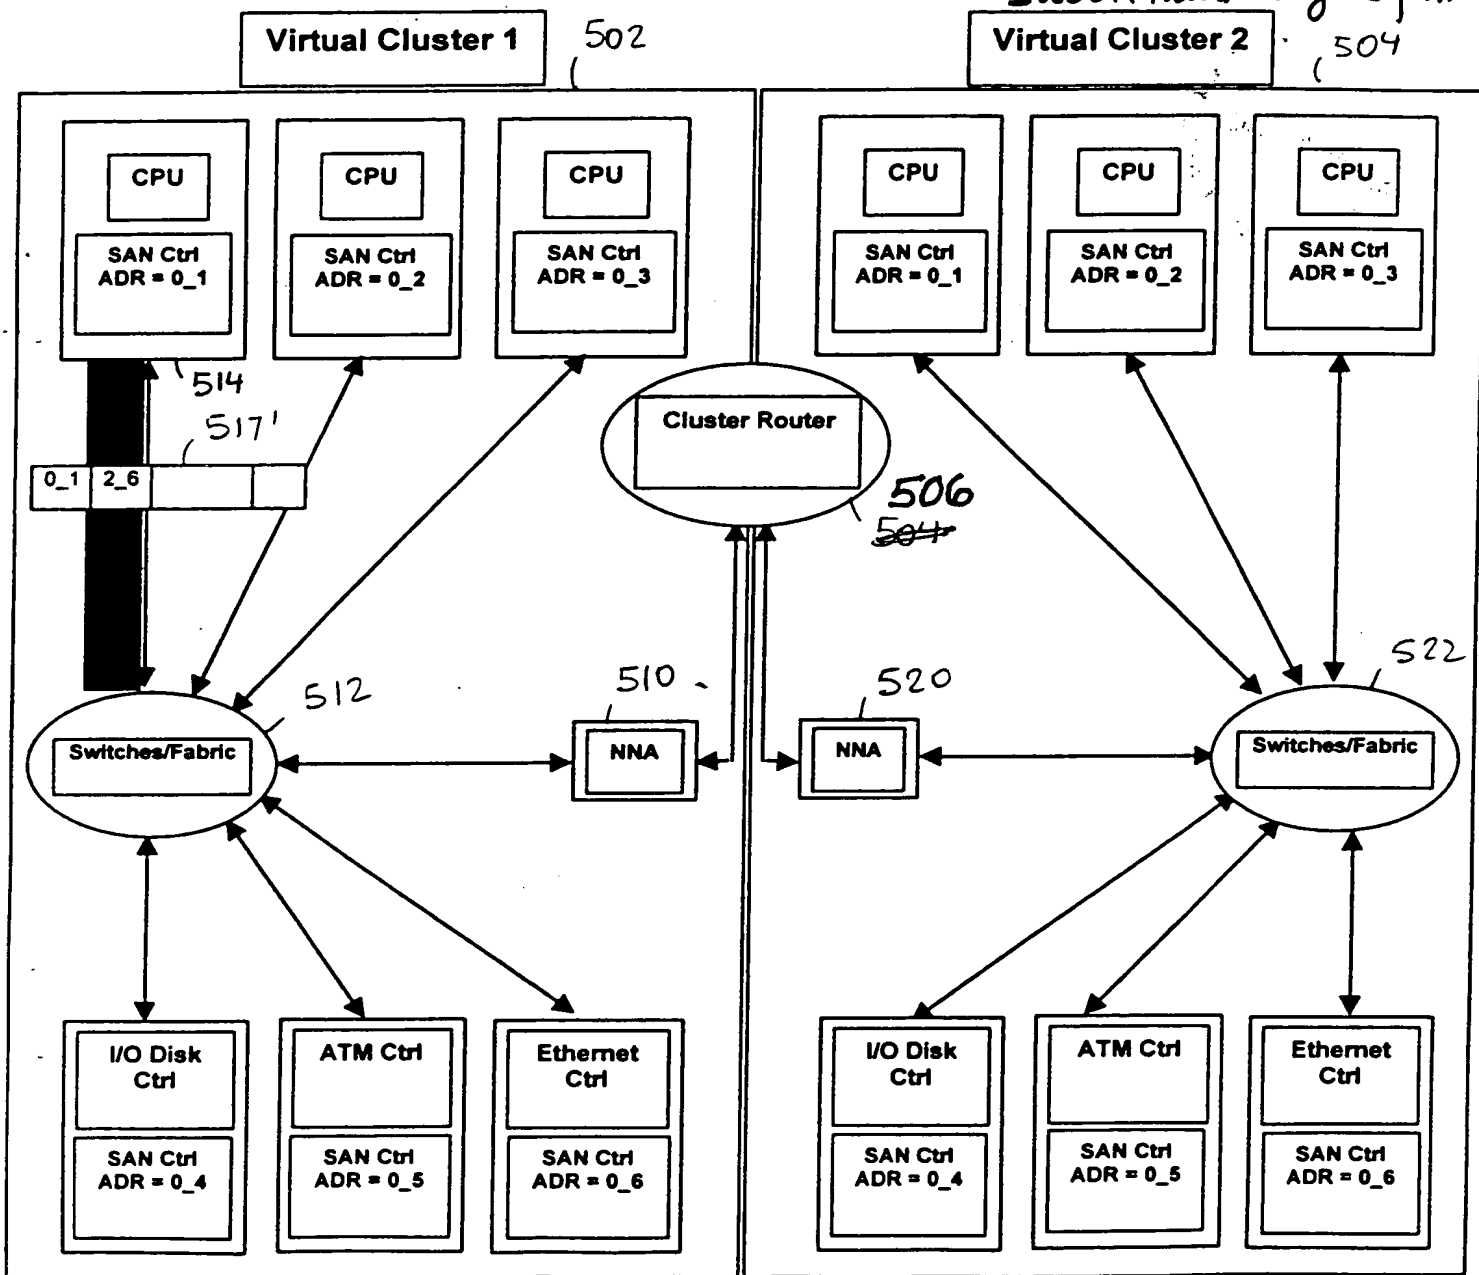 Virtual Cluster 1
502
Virtual Cluster 2
504
CPU
CPU
CPU
CPU
CPU
CPU
SAN Ctrl
ADR = 0_1
SAN Ctrl
ADR = 0_2
SAN Ctrl
ADR = 0_3
SAN Ctrl
ADR = 0_1
SAN Ctrl
ADR = 0_2
SAN Ctrl
ADR = 0_3
514
517'
0_1 2_6
Cluster Router
506
504
512
510
520
522
Switches/Fabric
NNA
NNA
Switches/Fabric
I/O Disk
Ctrl
ATM Ctrl
Ethernet
Ctrl
I/O Disk
Ctrl
ATM Ctrl
Ethernet
Ctrl
SAN Ctrl
ADR = 0_4
SAN Ctrl
ADR = 0_5
SAN Ctrl
ADR = 0_6
SAN Ctrl
ADR = 0_4
SAN Ctrl
ADR = 0_5
SAN Ctrl
ADR = 0_6